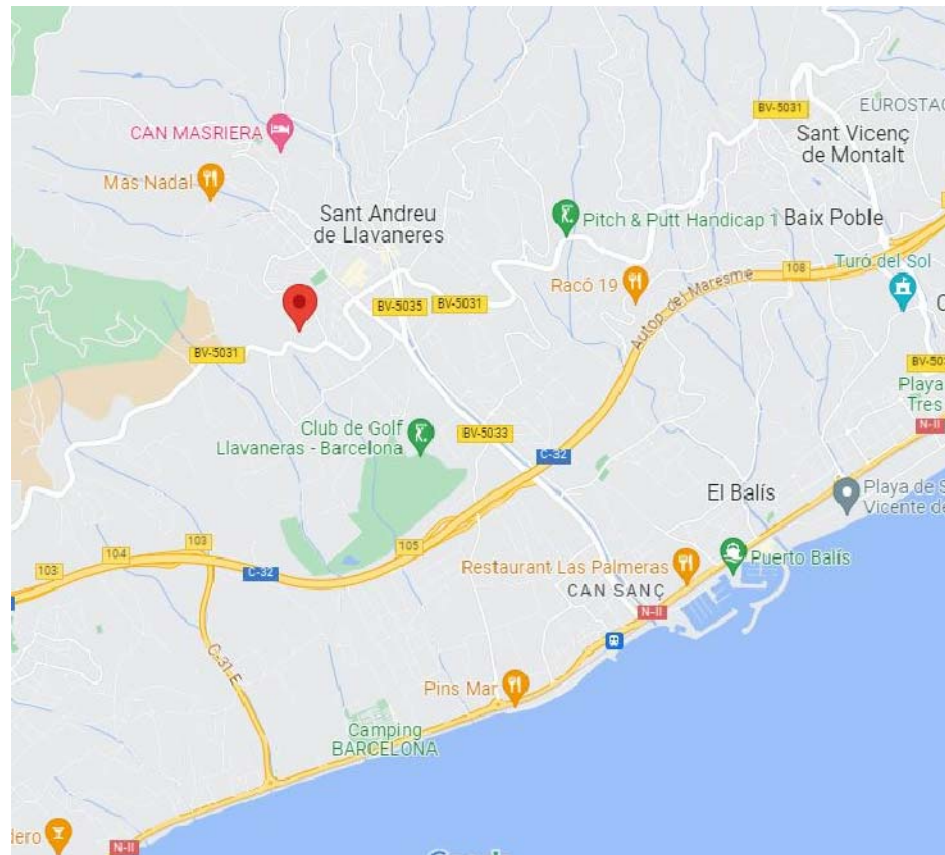 BV-5031
EUROSTA
CAN MASRIERA
Sant Vicenç
de Montalt
Mas Nadal
Sant Andreu
de Llavaneres
Pitch & Putt Handicap 1
Baix Poble
Turó del Sol
108
Racó 19
BV-5035
BV-5031
Autop. del Maresme
BV-5031
BV-50
Playa
Tres
Club de Golf
Llavaneras - Barcelona
BV-5033
N-II
C-32
El Balís
Playa de S
Vicente de
103
104
105
103
C-32
Restaurant Las Palmeras
Puerto Balís
CAN SANÇ
N-II
C-31-E
Pins Mar
Camping
BARCELONA
dero
N-II